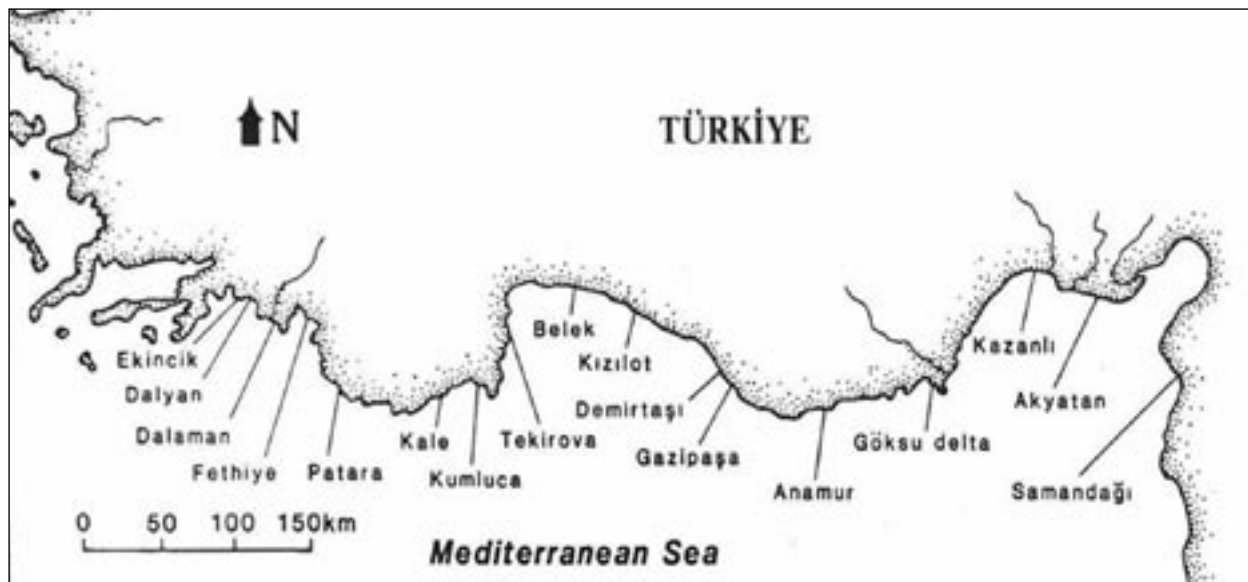 N
TÜRKİYE
Ekincik
Dalyan
Dalaman
Fethiye
Patara
Kale
Kumluca
Tekirova
Belek
Kızılot
Demirtaşı
Gazipaşa
Anamur
Göksu delta
Kazanlı
Akyatan
Samandağı
0 50 100 150km
Mediterranean Sea